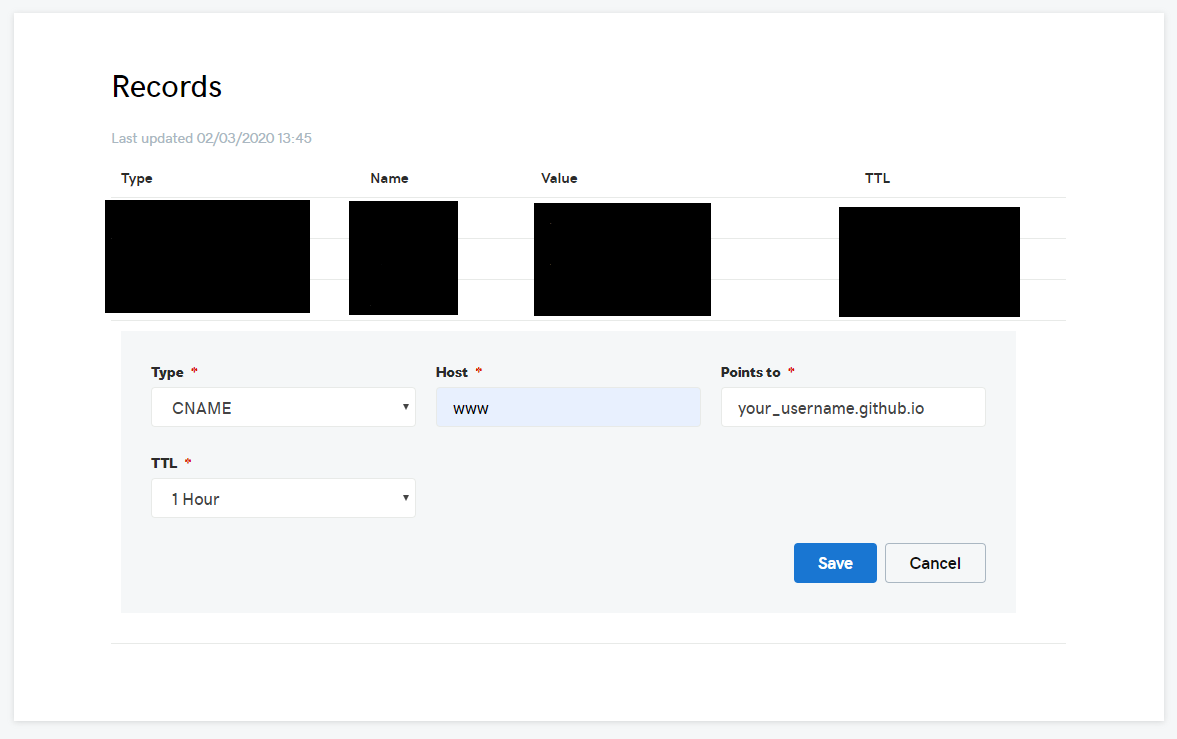 Records
Last updated 02/03/2020 13:45
Type Name Value TTL
Type * Host * Points to *
CNAME www your_username.github.io
TTL *
1 Hour
Save Cancel